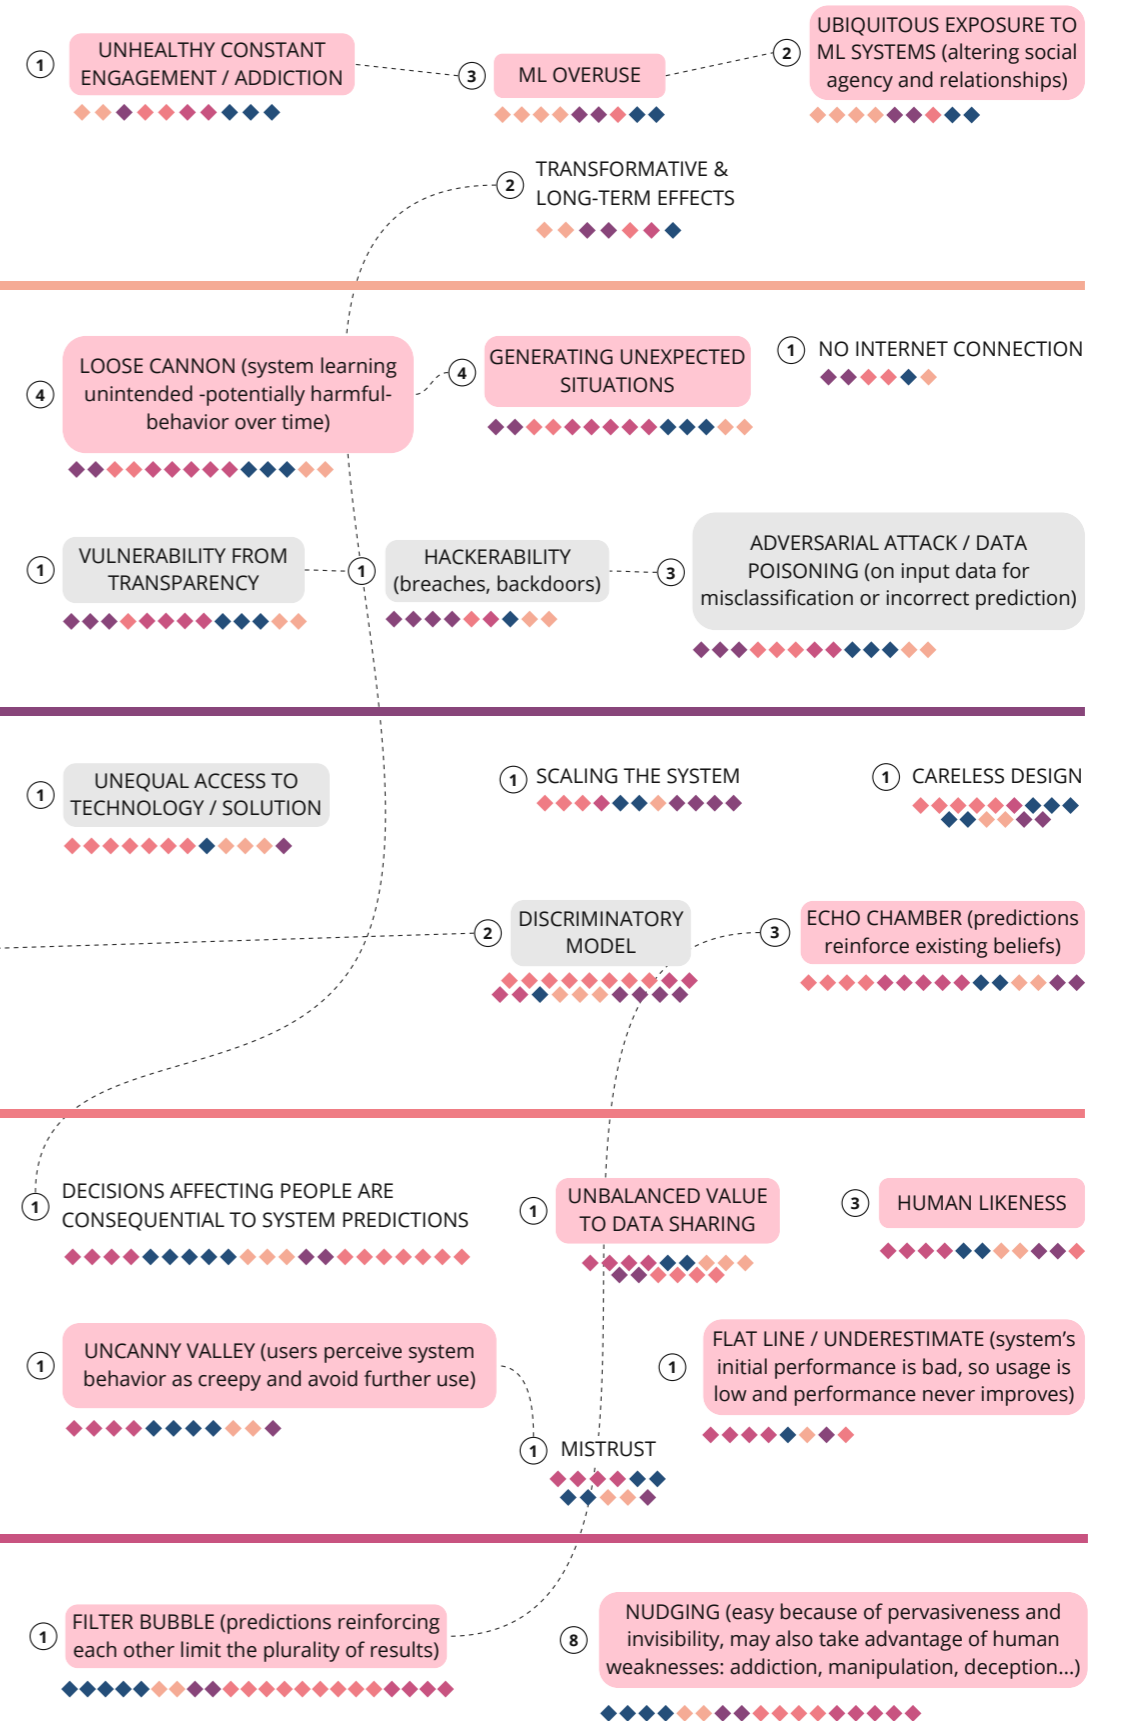 1
UNHEALTHY CONSTANT
ENGAGEMENT / ADDICTION
3
ML OVERUSE
2
UBIQUITOUS EXPOSURE TO
ML SYSTEMS (altering social
agency and relationships)
2
TRANSFORMATIVE &
LONG-TERM EFFECTS
4
LOOSE CANNON (system learning
unintended -potentially harmful-
behavior over time)
4
GENERATING UNEXPECTED
SITUATIONS
1
NO INTERNET CONNECTION
1
VULNERABILITY FROM
TRANSPARENCY
1
HACKERABILITY
(breaches, backdoors)
3
ADVERSARIAL ATTACK / DATA
POISONING (on input data for
misclassification or incorrect prediction)
1
UNEQUAL ACCESS TO
TECHNOLOGY / SOLUTION
1
SCALING THE SYSTEM
1
CARELESS DESIGN
2
DISCRIMINATORY
MODEL
3
ECHO CHAMBER (predictions
reinforce existing beliefs)
1
DECISIONS AFFECTING PEOPLE ARE
CONSEQUENTIAL TO SYSTEM PREDICTIONS
1
UNBALANCED VALUE
TO DATA SHARING
3
HUMAN LIKENESS
1
UNCANNY VALLEY (users perceive system
behavior as creepy and avoid further use)
1
MISTRUST
1
FLAT LINE / UNDERESTIMATE (system’s
initial performance is bad, so usage is
low and performance never improves)
1
FILTER BUBBLE (predictions reinforcing
each other limit the plurality of results)
8
NUDGING (easy because of pervasiveness and
invisibility, may also take advantage of human
weaknesses: addiction, manipulation, deception...)